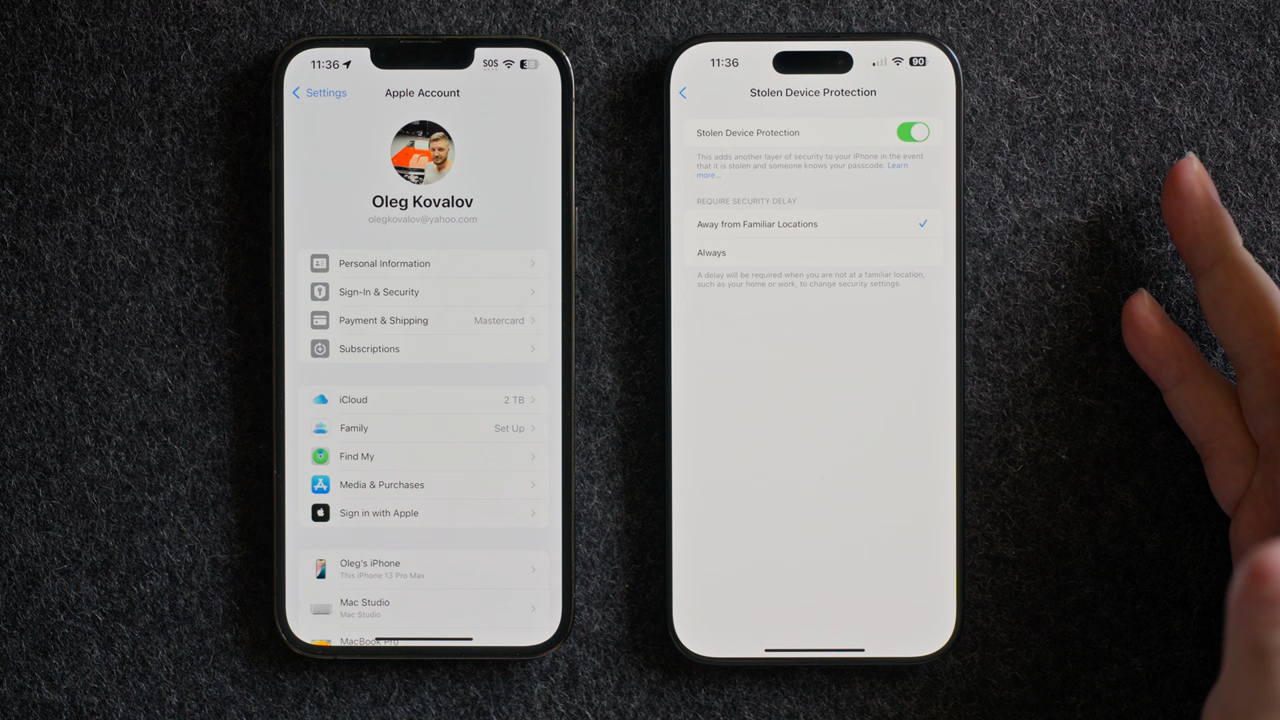 11:36
SOS
38
Settings
Apple Account
Oleg Kovalov
olegkovalov@yahoo.com
Personal Information
Sign-In & Security
Payment & Shipping Mastercard
Subscriptions
iCloud 2 TB
Family Set Up
Find My
Media & Purchases
Sign in with Apple
Oleg's iPhone
This iPhone 13 Pro Max
Mac Studio
Mac Studio
MacBook Pro
11:36
90
Stolen Device Protection
Stolen Device Protection
This adds another layer of security to your iPhone in the event
that it is stolen and someone knows your passcode. Learn
more...
REQUIRE SECURITY DELAY
Away from Familiar Locations
Always
A delay will be required when you are not at a familiar location,
such as your home or work, to change security settings.